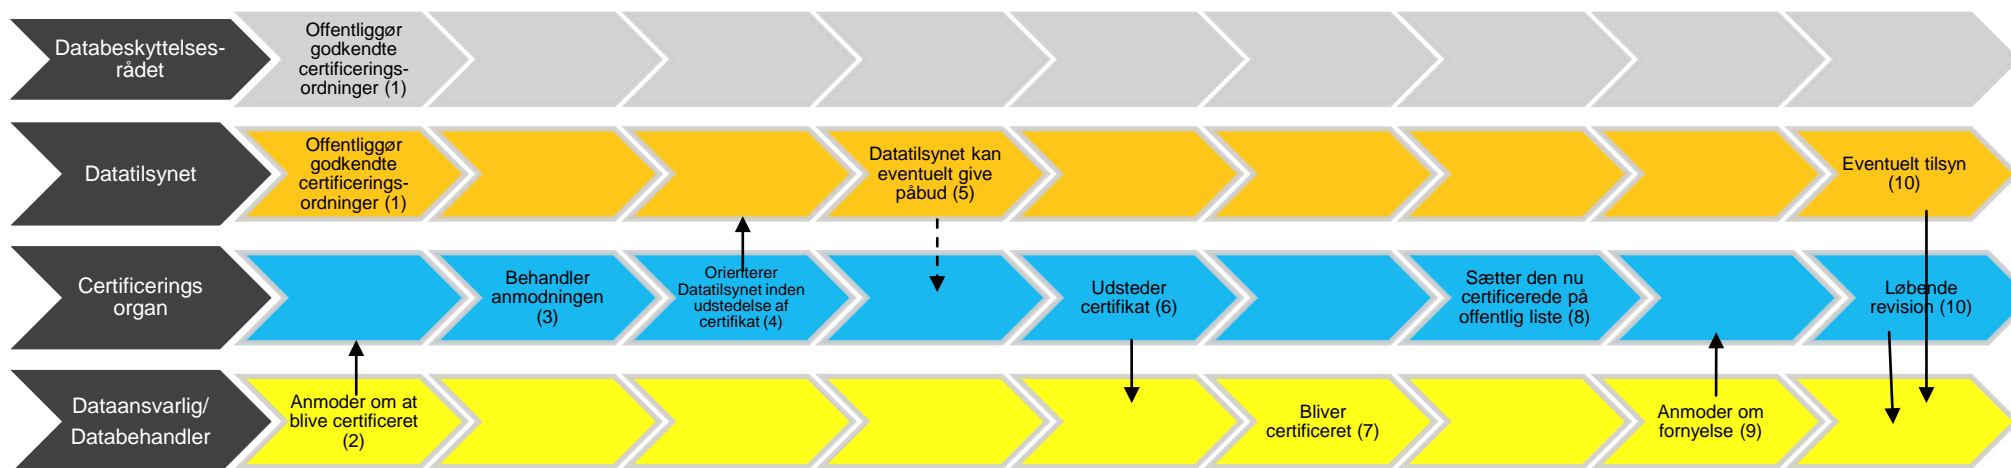 Databeskyttelses-
rådet
Offentliggør
godkendte
certificerings-
ordninger (1)
Datatilsynet
Offentliggør
godkendte
certificerings-
ordninger (1)
Datatilsynet kan
eventuelt give
påbud (5)
Eventuelt tilsyn
(10)
Certificerings
organ
Behandler
anmodningen
(3)
Orienterer
Datatilsynet inden
udstedelse af
certifikat (4)
Udsteder
certifikat (6)
Sætter den nu
certificerede på
offentlig liste (8)
Løbende
revision (10)
Dataansvarlig/
Databehandler
Anmoder om at
blive certificeret
(2)
Bliver
certificeret (7)
Anmoder om
fornyelse (9)